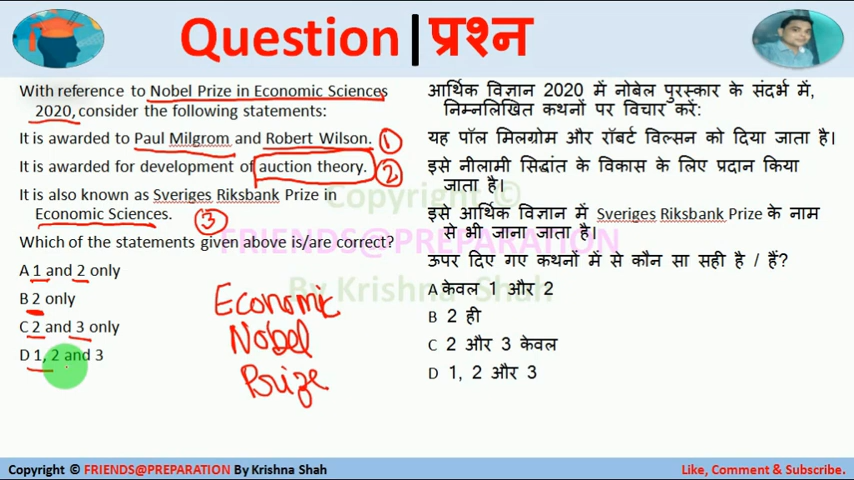 Question|प्रश्न
With reference to Nobel Prize in Economic Sciences
2020, consider the following statements:
It is awarded to Paul Milgrom and Robert Wilson. 1
It is awarded for development of auction theory. 2
It is also known as Sveriges Riksbank Prize in
Economic Sciences. 3
Which of the statements given above is/are correct?
A 1 and 2 only
B 2 only
C 2 and 3 only
D 1, 2 and 3
Economic
Nobel
Prize
आर्थिक विज्ञान 2020 में नोबेल पुरस्कार के संदर्भ में,
निम्नलिखित कथनों पर विचार करें:
यह पॉल मिलग्रोम और रॉबर्ट विल्सन को दिया जाता है।
इसे नीलामी सिद्धांत के विकास के लिए प्रदान किया
जाता है।
इसे आर्थिक विज्ञान में Sveriges Riksbank Prize के नाम
से भी जाना जाता है।
ऊपर दिए गए कथनों में से कौन सा सही है / हैं?
A केवल 1 और 2
B 2 ही
C 2 और 3 केवल
D 1, 2 और 3
Copyright ©
FRIENDS@PREPARATION
By Krishna Shah
Copyright © FRIENDS@PREPARATION By Krishna Shah
Like, Comment & Subscribe.